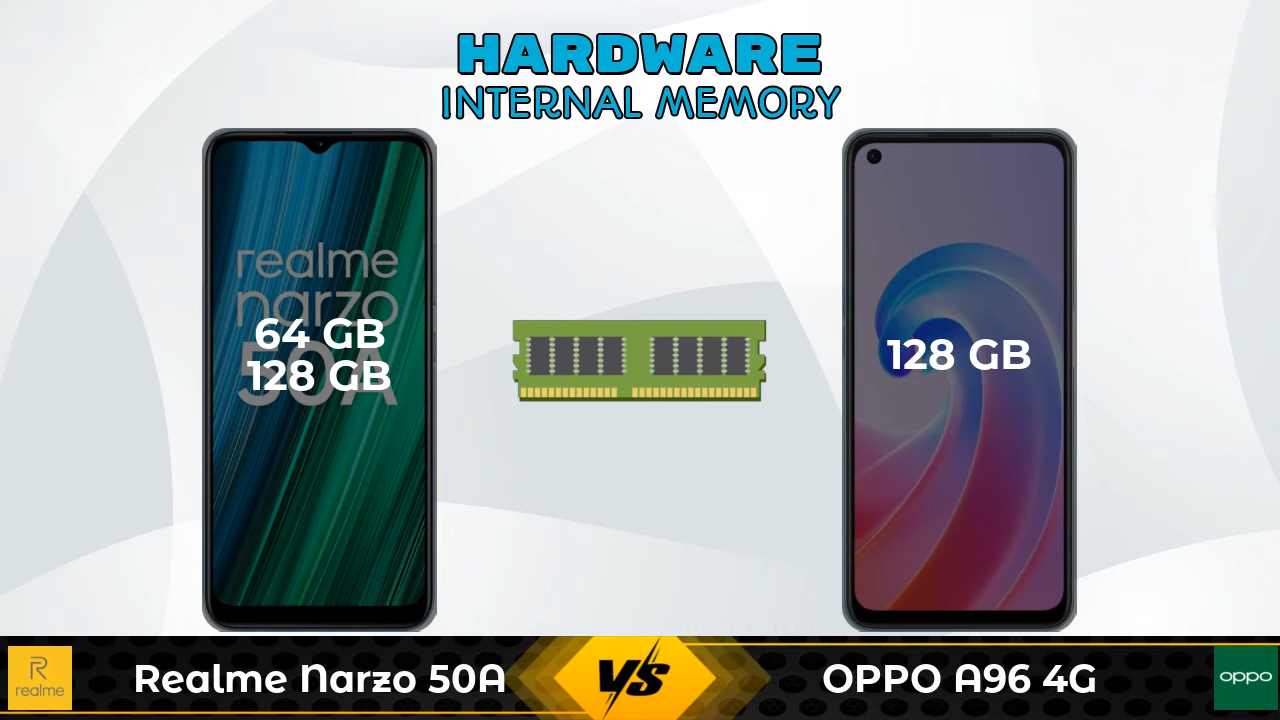 HARDWARE
INTERNAL MEMORY
realme
narzo
50A
64 GB
128 GB
128 GB
R
realme
Realme Narzo 50A
VS
OPPO A96 4G
oppo